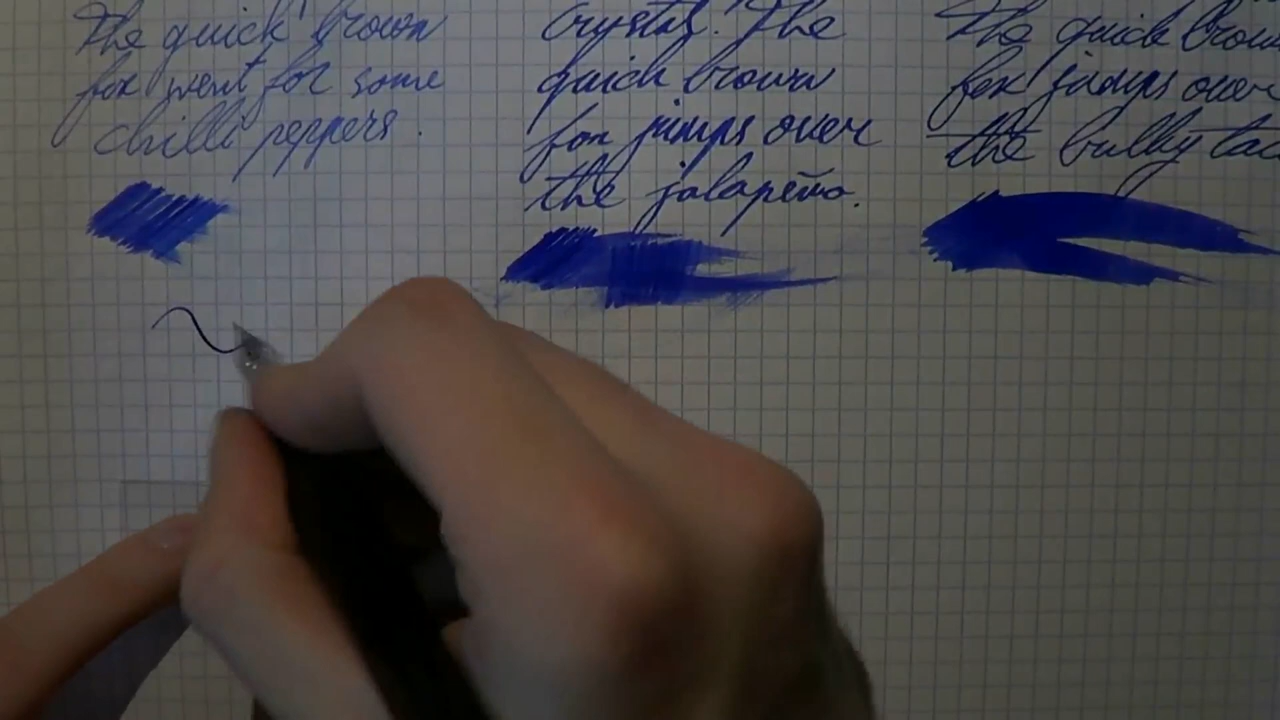 The quick brown
fox went for some
chilli peppers.
Crystal. The
quick brown
fox jumps over
the jalapeño.
The quick brown
fox jumps over
the bulky